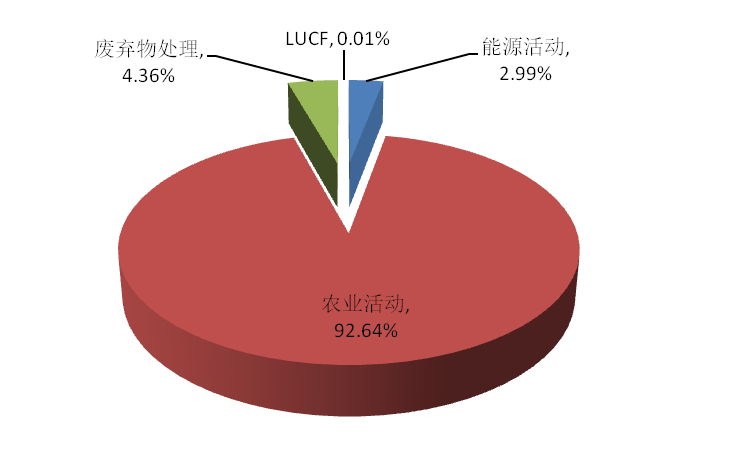 LUCF, 0.01%
废弃物处理,
4.36%
能源活动,
2.99%
农业活动,
92.64%